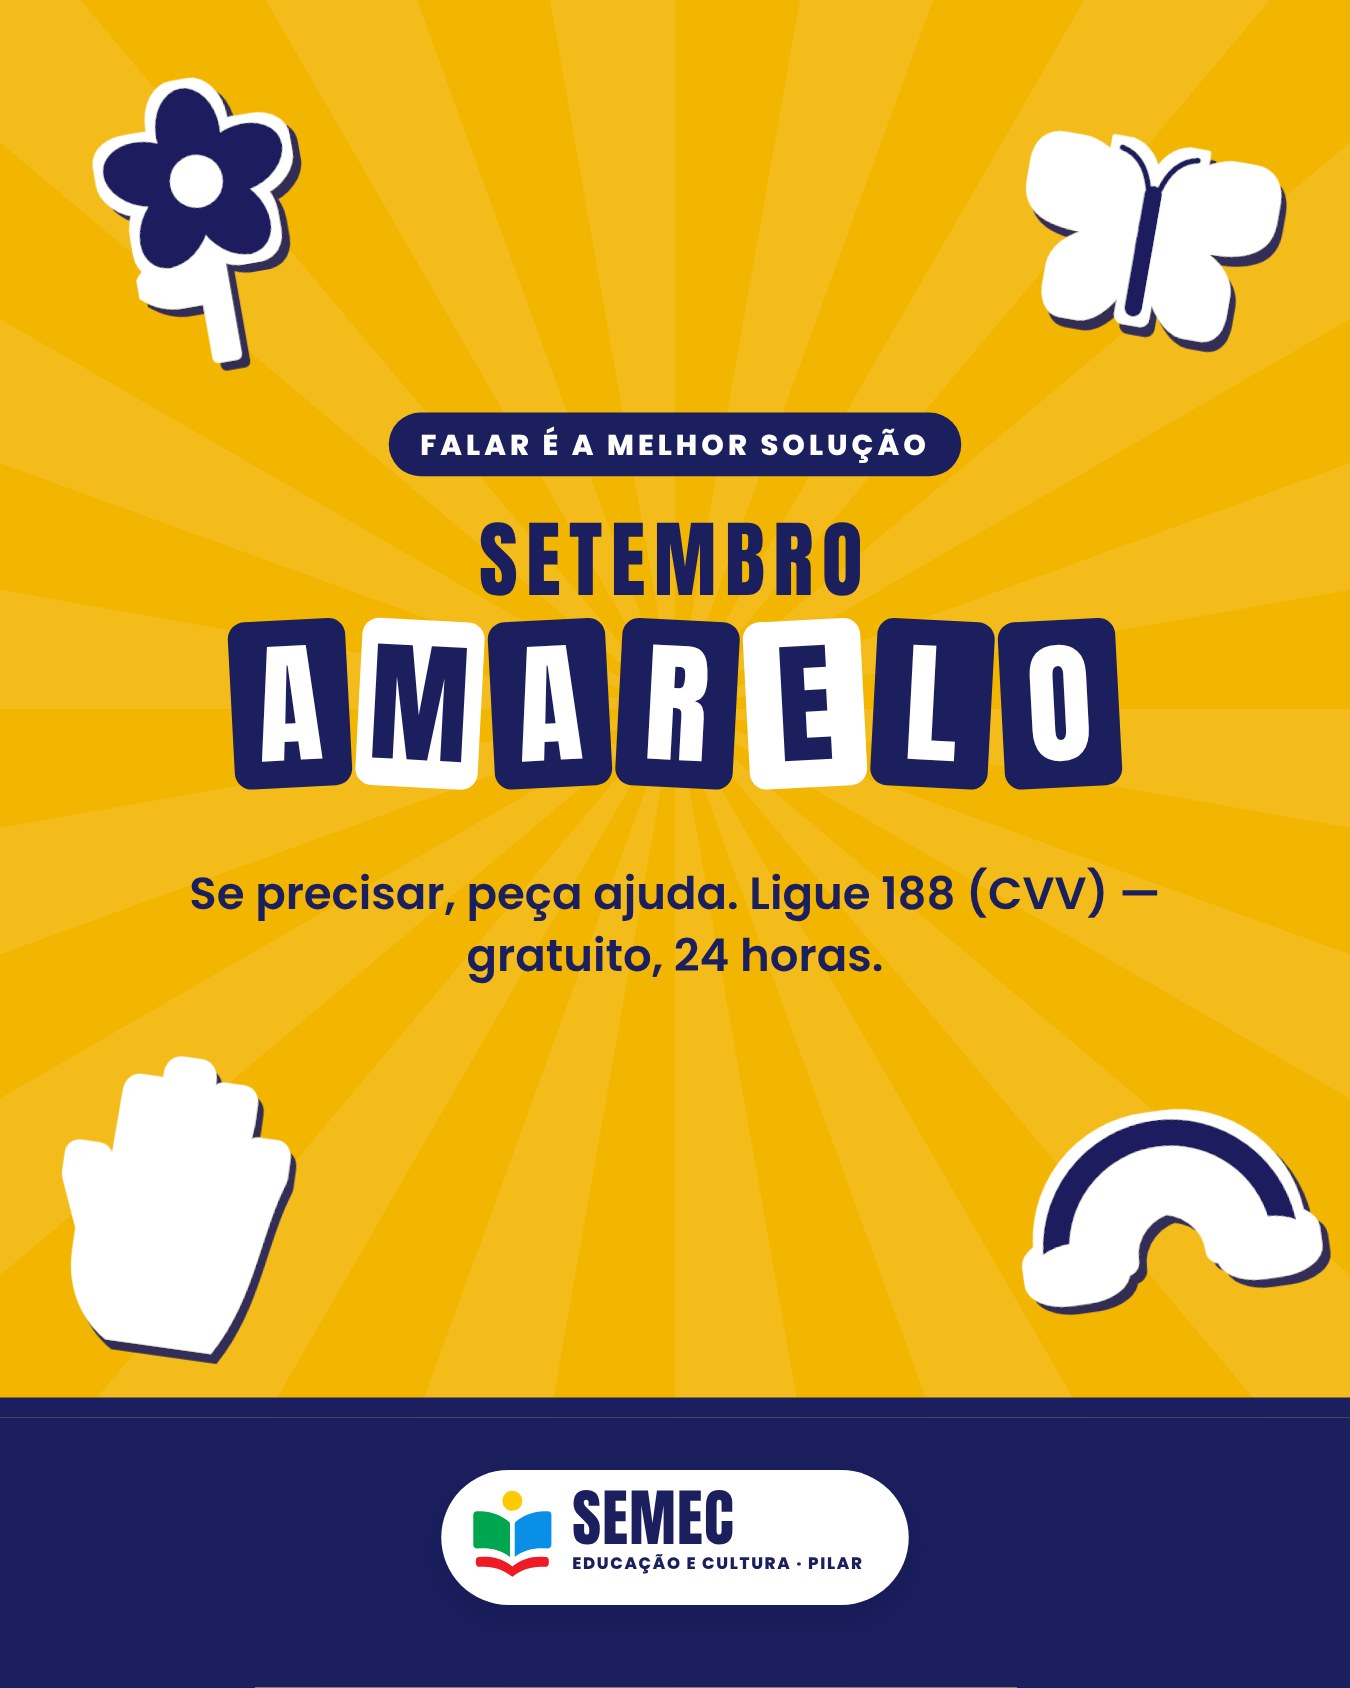 FALAR É A MELHOR SOLUÇÃO
SETEMBRO
AMARELO
Se precisar, peça ajuda. Ligue 188 (CVV) —
gratuito, 24 horas.
SEMEC
EDUCAÇÃO E CULTURA · PILAR